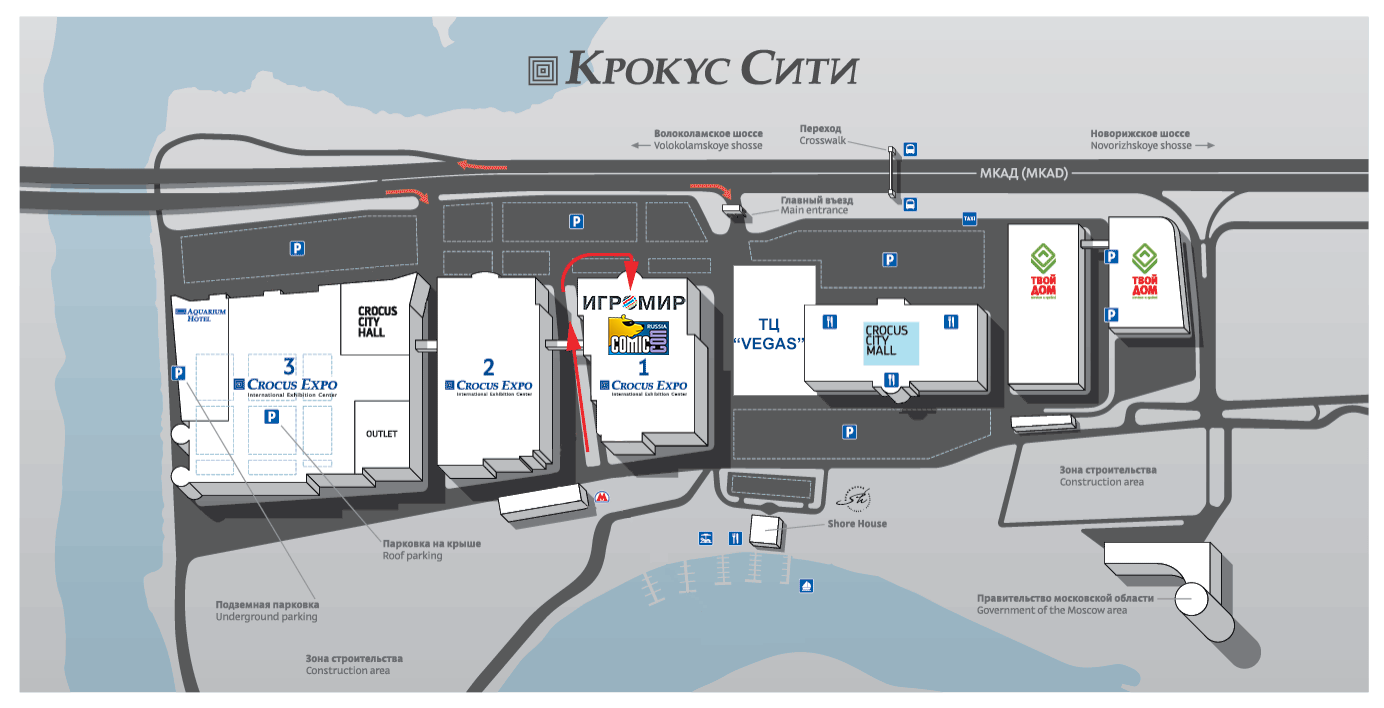 Крокус Сити
Волоколамское шоссе
Volokolamskoye shosse
Переход
Crosswalk
Новорижское шоссе
Novorizhskoye shosse
МКАД (MKAD)
Главный въезд
Main entrance
TAXI
P
P
P
P
P
ТВОЙ
ДОМ
ТВОЙ
ДОМ
AQUARIUM
HOTEL
CROCUS
CITY
HALL
ИГРОМИР
RUSSIA
COMIC CON
ТЦ
“VEGAS”
CROCUS
CITY
MALL
3
CROCUS EXPO
International Exhibition Center
2
CROCUS EXPO
International Exhibition Center
1
CROCUS EXPO
International Exhibition Center
P
P
OUTLET
P
М
Sh
Shore House
Зона строительства
Construction area
Парковка на крыше
Roof parking
Подземная парковка
Underground parking
Правительство московской области
Government of the Moscow area
Зона строительства
Construction area